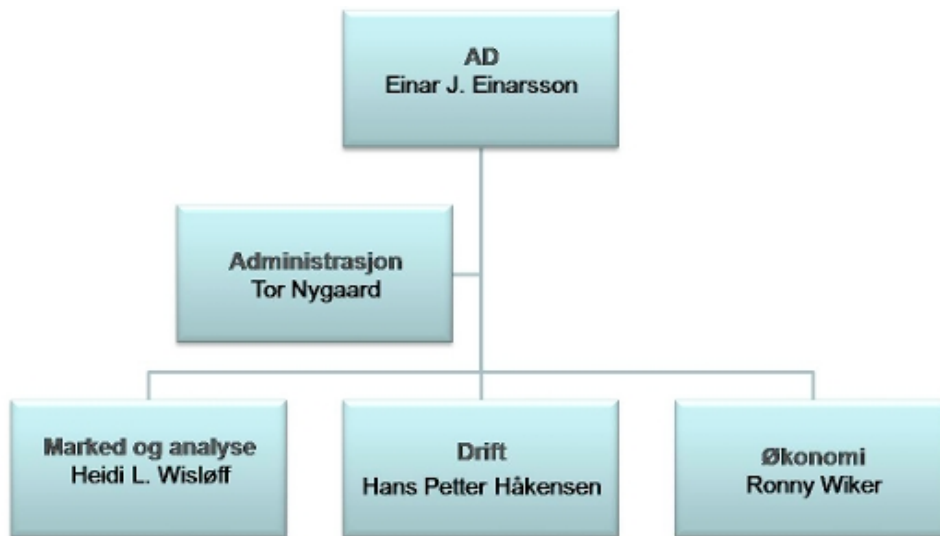 AD
Einar J. Einarsson
Administrasjon
Tor Nygaard
Marked og analyse
Heidi L. Wisløff
Drift
Hans Petter Håkensen
Økonomi
Ronny Wiker